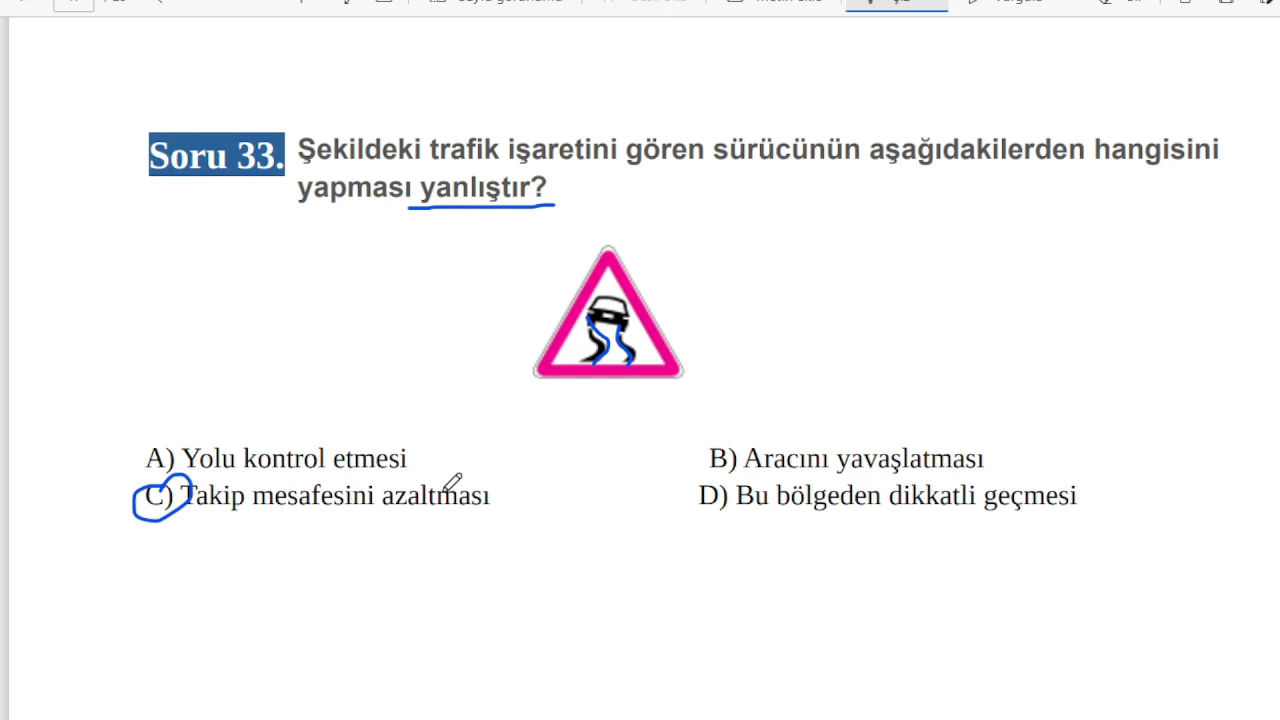 Soru 33. Şekildeki trafik işaretini gören sürücünün aşağıdakilerden hangisini
yapması yanlıştır?
A) Yolu kontrol etmesi
B) Aracını yavaşlatması
C) Takip mesafesini azaltması
D) Bu bölgeden dikkatli geçmesi